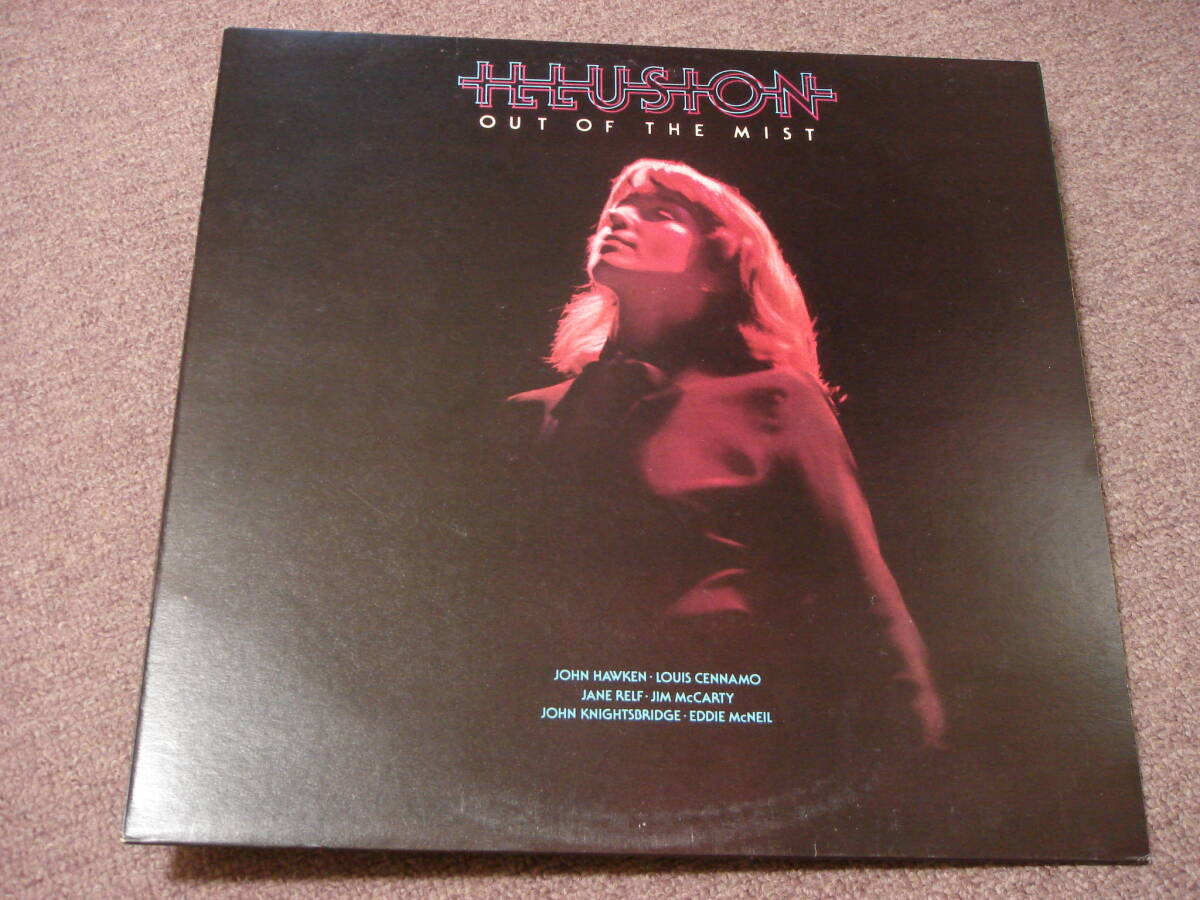 ILLUSION
OUT OF THE MIST
JOHN HAWKEN · LOUIS CENNAMO
JANE RELF · JIM McCARTY
JOHN KNIGHTSBRIDGE · EDDIE McNEIL